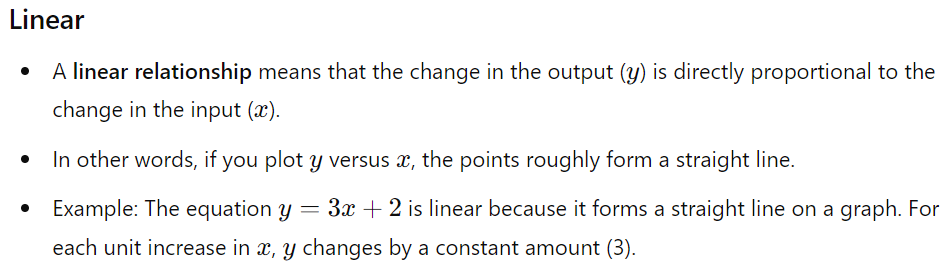 Linear
• A linear relationship means that the change in the output (y) is directly proportional to the
change in the input (x).
• In other words, if you plot y versus x, the points roughly form a straight line.
• Example: The equation y = 3x + 2 is linear because it forms a straight line on a graph. For
each unit increase in x, y changes by a constant amount (3).